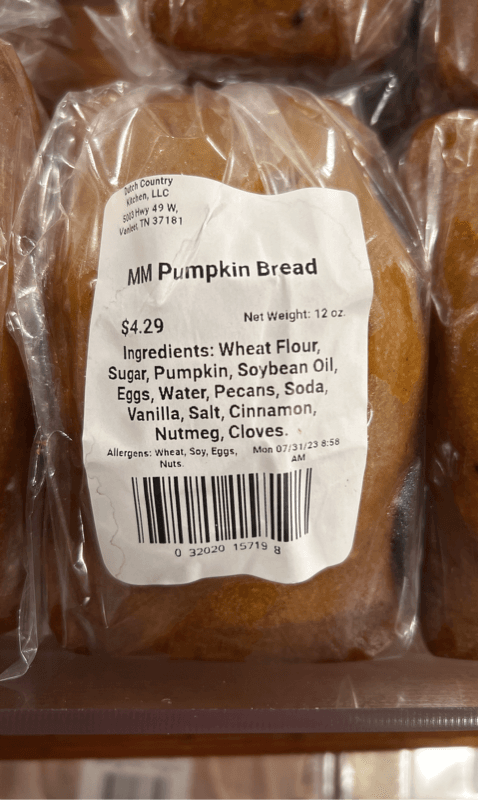 Dutch Country
Kitchen, LLC
5003 Hwy 49 W,
Vanleer, TN 37181
MM Pumpkin Bread
$4.29 Net Weight: 12 oz.
Ingredients: Wheat Flour,
Sugar, Pumpkin, Soybean Oil,
Eggs, Water, Pecans, Soda,
Vanilla, Salt, Cinnamon,
Nutmeg, Cloves.
Allergens: Wheat, Soy, Eggs, Mon 07/31/23 8:58
Nuts. AM
0 32020 15719 8